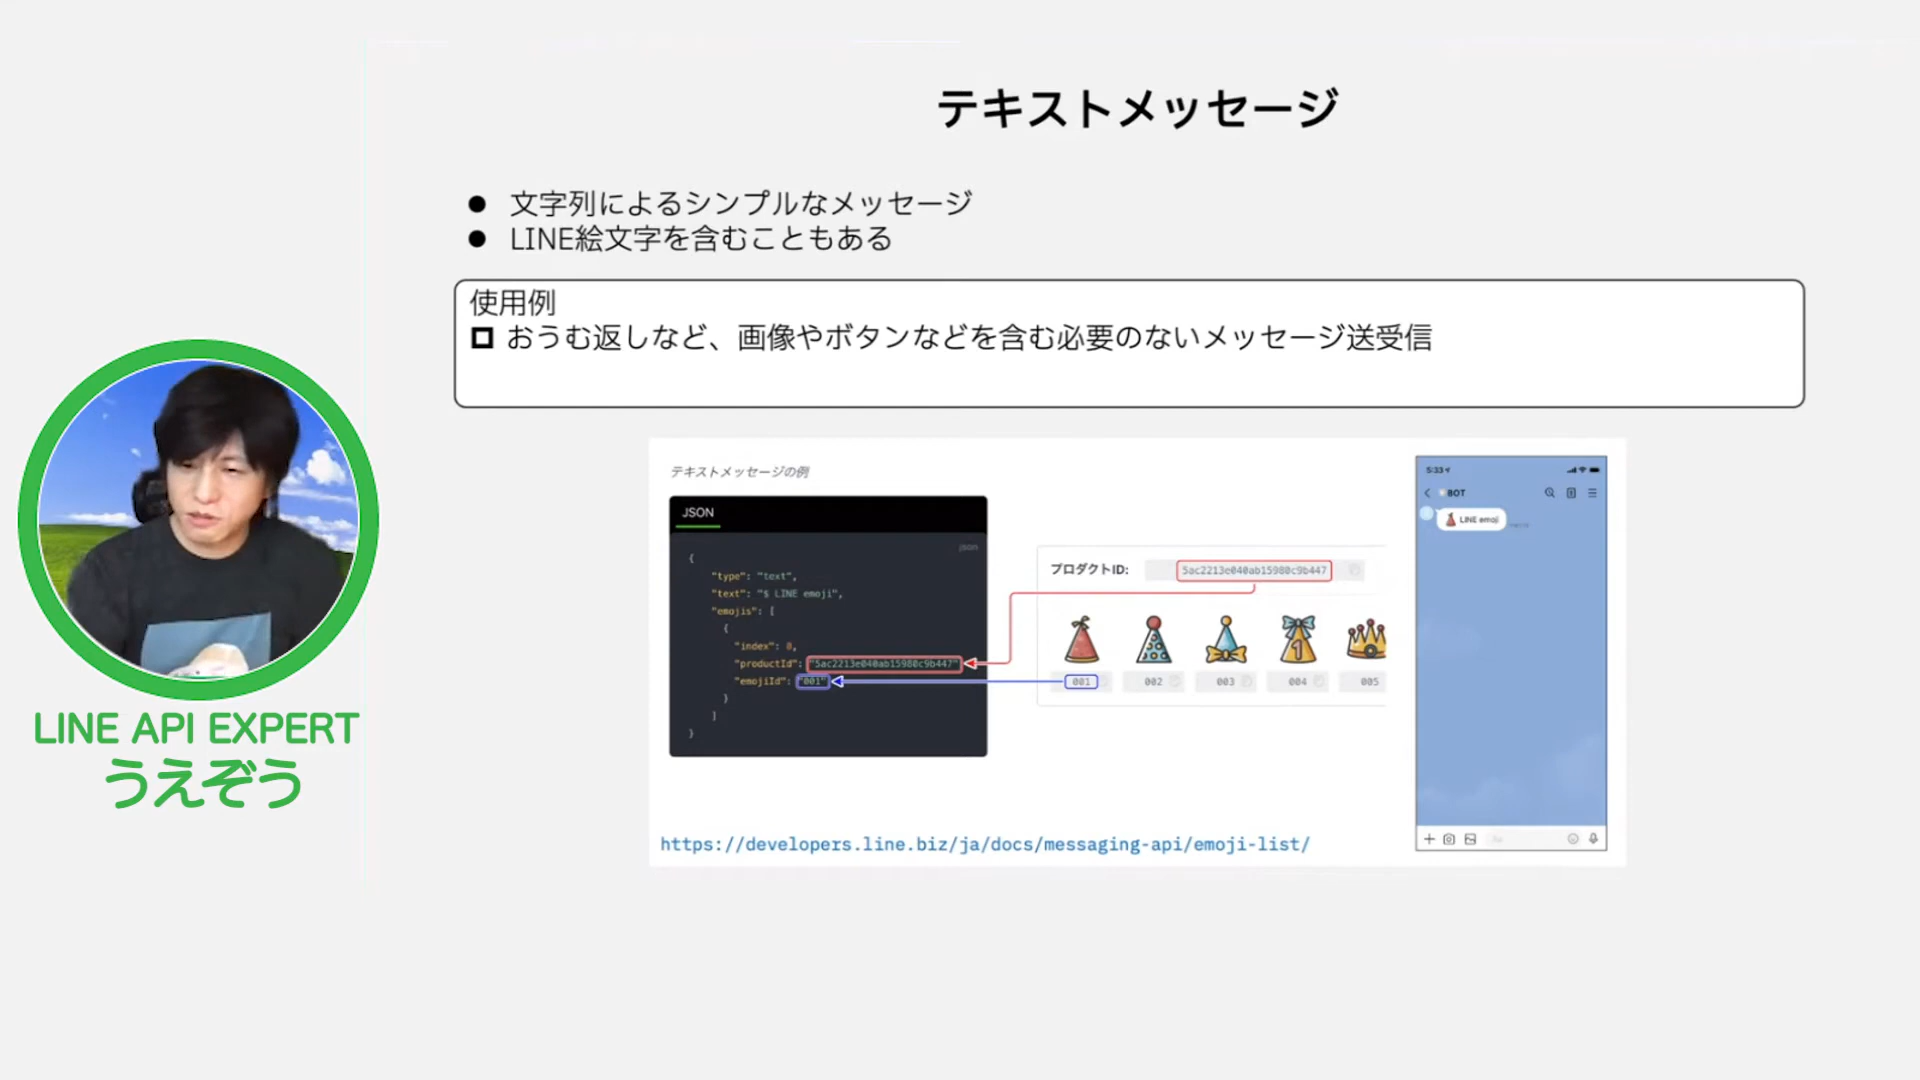 テキストメッセージ
● 文字列によるシンプルなメッセージ
● LINE絵文字を含むこともある
使用例
おうむ返しなど、画像やボタンなどを含む必要のないメッセージ送受信
テキストメッセージの例
JSON
json
{
"type": "text",
"text": "$ LINE emoji",
"emojis": [
{
"index": 0,
"productId": "5ac2213e040ab15980c9b447"
"emojiId": "001"
}
]
}
プロダクトID: 5ac2213e040ab15980c9b447
001 002 003 004 005
5:33
BOT
LINE emoji
Aa
https://developers.line.biz/ja/docs/messaging-api/emoji-list/
LINE API EXPERT
うえぞう